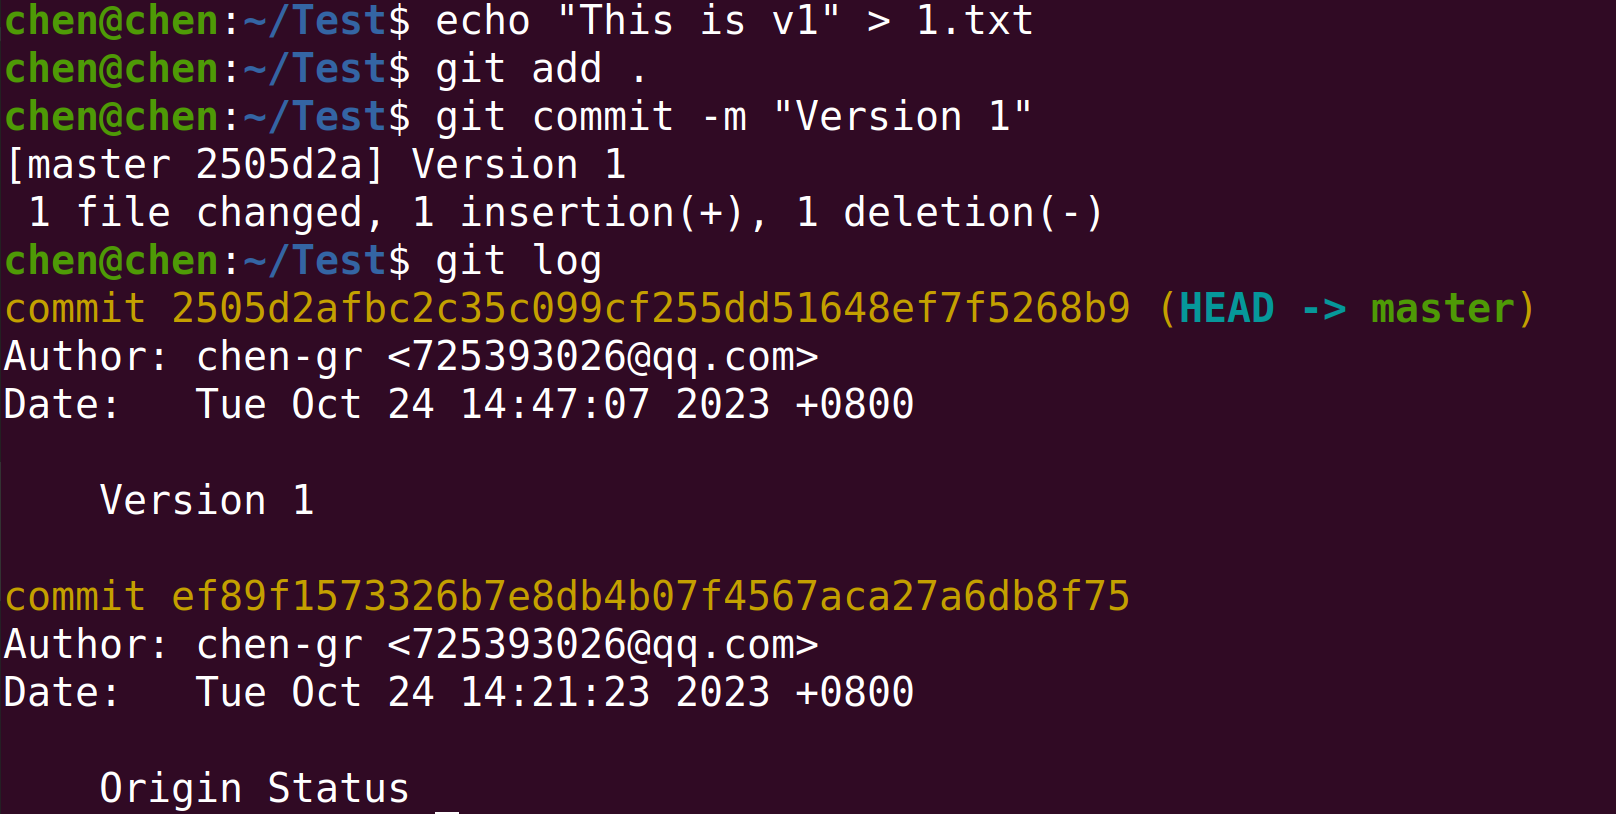 chen@chen:~/Test$ echo "This is v1" > 1.txt
chen@chen:~/Test$ git add .
chen@chen:~/Test$ git commit -m "Version 1"
[master 2505d2a] Version 1
 1 file changed, 1 insertion(+), 1 deletion(-)
chen@chen:~/Test$ git log
commit 2505d2afbc2c35c099cf255dd51648ef7f5268b9 (HEAD -> master)
Author: chen-gr <725393026@qq.com>
Date:   Tue Oct 24 14:47:07 2023 +0800

    Version 1

commit ef89f1573326b7e8db4b07f4567aca27a6db8f75
Author: chen-gr <725393026@qq.com>
Date:   Tue Oct 24 14:21:23 2023 +0800

    Origin Status